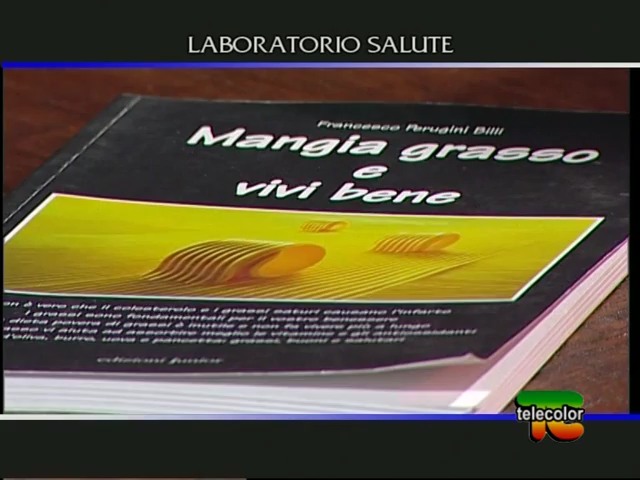 LABORATORIO SALUTE
Francesco Perugini Billi
Mangia grasso
e
vivi bene
on è vero che il colesterolo e i grassi saturi causano l'infarto
I grassi sono fondamentali per il vostro benessere
dieta povera di grassi è inutile e non fa vivere più a lungo
grasso vi aiuta ad assorbire meglio le vitamine e gli antiossidanti
d'oliva, burro, uova e pancetta: grassi, buoni e salutari
edizioni junior
telecolor